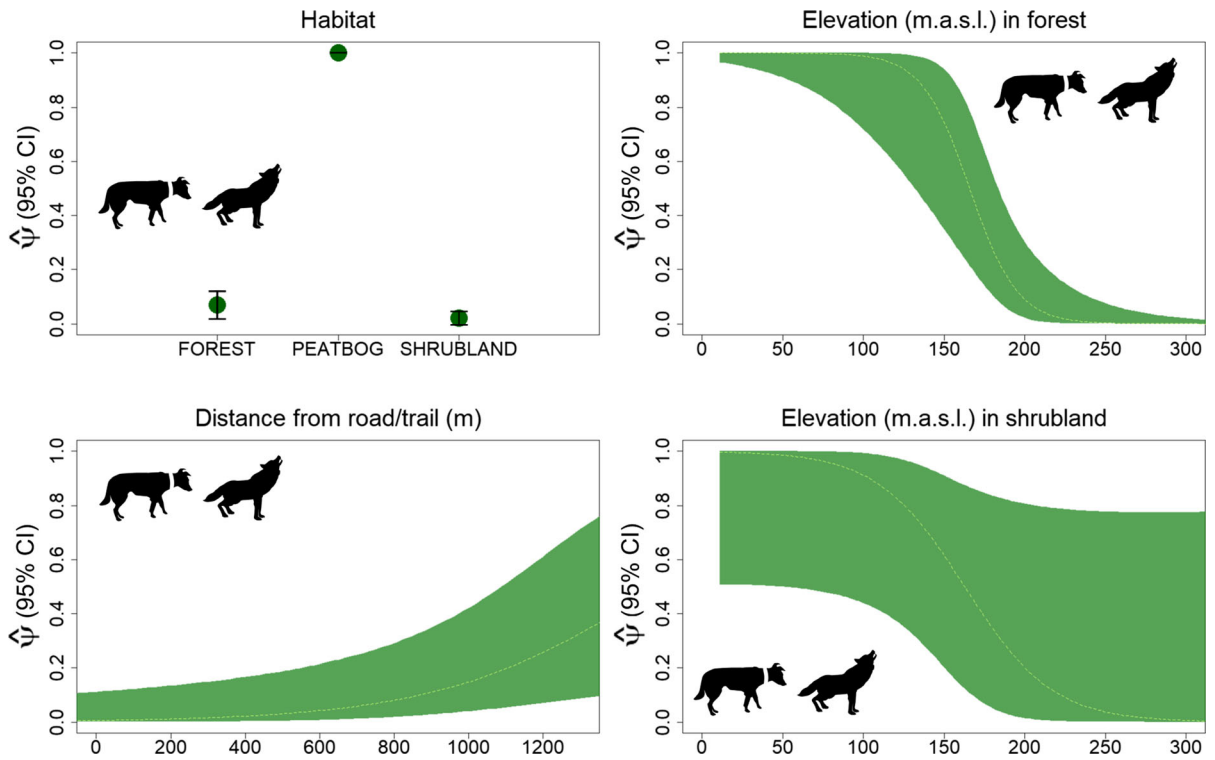 Habitat
ψ̂ (95% CI)
1.0
0.8
0.6
0.4
0.2
0.0
FOREST PEATBOG SHRUBLAND
Elevation (m.a.s.l.) in forest
ψ̂ (95% CI)
1.0
0.8
0.6
0.4
0.2
0.0
0 50 100 150 200 250 300
Distance from road/trail (m)
ψ̂ (95% CI)
1.0
0.8
0.6
0.4
0.2
0.0
0 200 400 600 800 1000 1200
Elevation (m.a.s.l.) in shrubland
ψ̂ (95% CI)
1.0
0.8
0.6
0.4
0.2
0.0
0 50 100 150 200 250 300